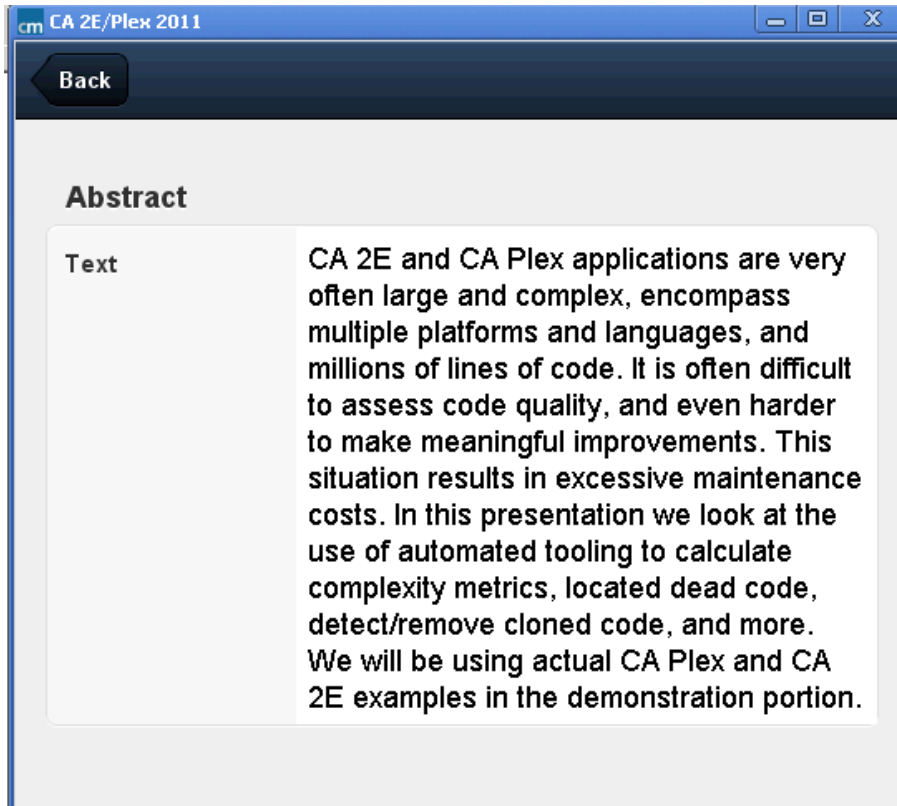 cm CA 2E/Plex 2011
Back
Abstract
Text
CA 2E and CA Plex applications are very
often large and complex, encompass
multiple platforms and languages, and
millions of lines of code. It is often difficult
to assess code quality, and even harder
to make meaningful improvements. This
situation results in excessive maintenance
costs. In this presentation we look at the
use of automated tooling to calculate
complexity metrics, located dead code,
detect/remove cloned code, and more.
We will be using actual CA Plex and CA
2E examples in the demonstration portion.